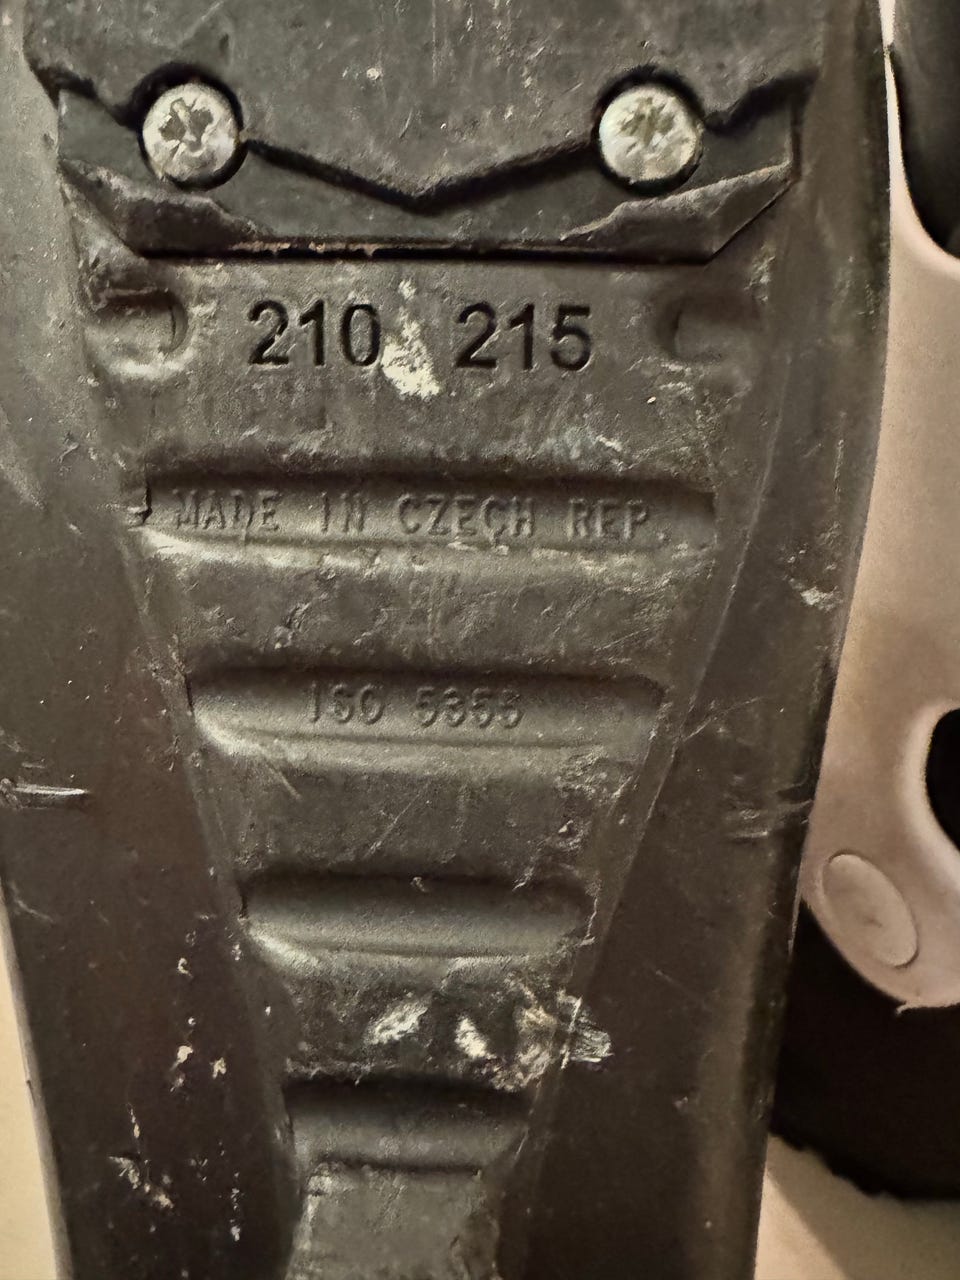 210 215
MADE IN CZECH REP.
ISO 5355